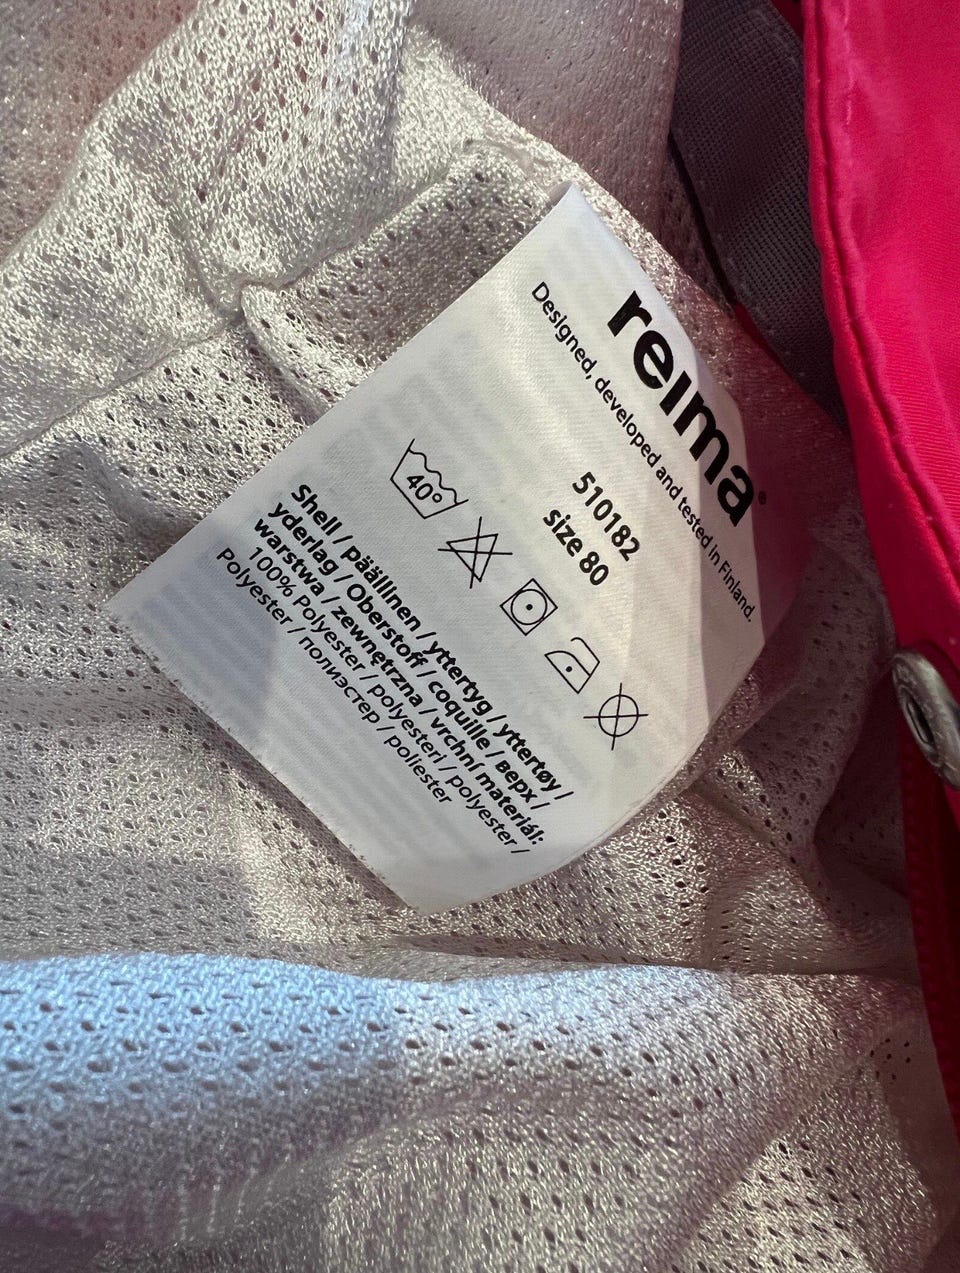 reima®
Designed, developed and tested in Finland.
510182
size 80
40°
Shell / päällinen / yttertyg / yttertøy /
yderlag / Oberstoff / coquille / верх /
warstwa / zewnętrzna / vrchní materiál:
100% Polyester / polyesteri / polyester /
Polyester / полиэстер / poliester